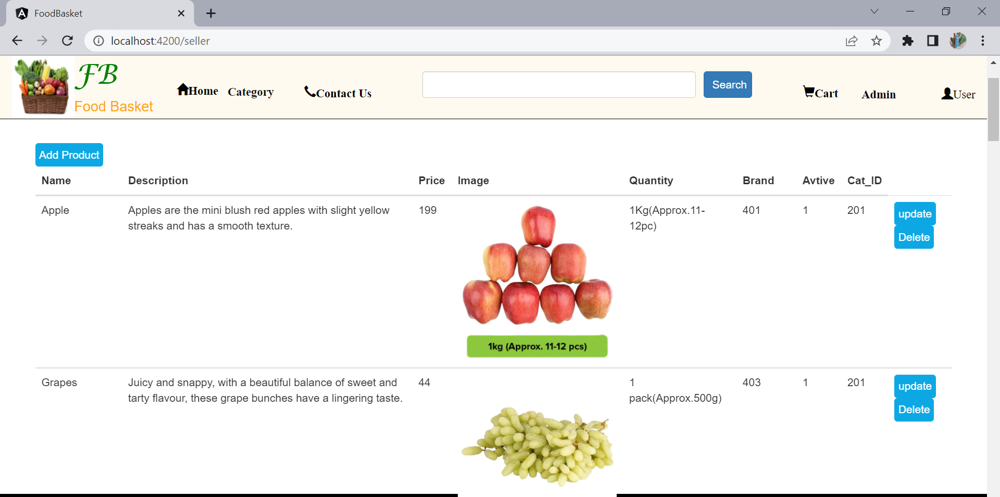 FoodBasket
localhost:4200/seller
FB
Food Basket
Home Category Contact Us Search Cart Admin User
Add Product
Name Description Price Image Quantity Brand Avtive Cat_ID
Apple Apples are the mini blush red apples with slight yellow 199 1Kg(Approx.11- 401 1 201 update
streaks and has a smooth texture. 12pc) Delete
1kg (Approx. 11-12 pcs)
Grapes Juicy and snappy, with a beautiful balance of sweet and 44 1 403 1 201 update
tarty flavour, these grape bunches have a lingering taste. pack(Approx.500g) Delete